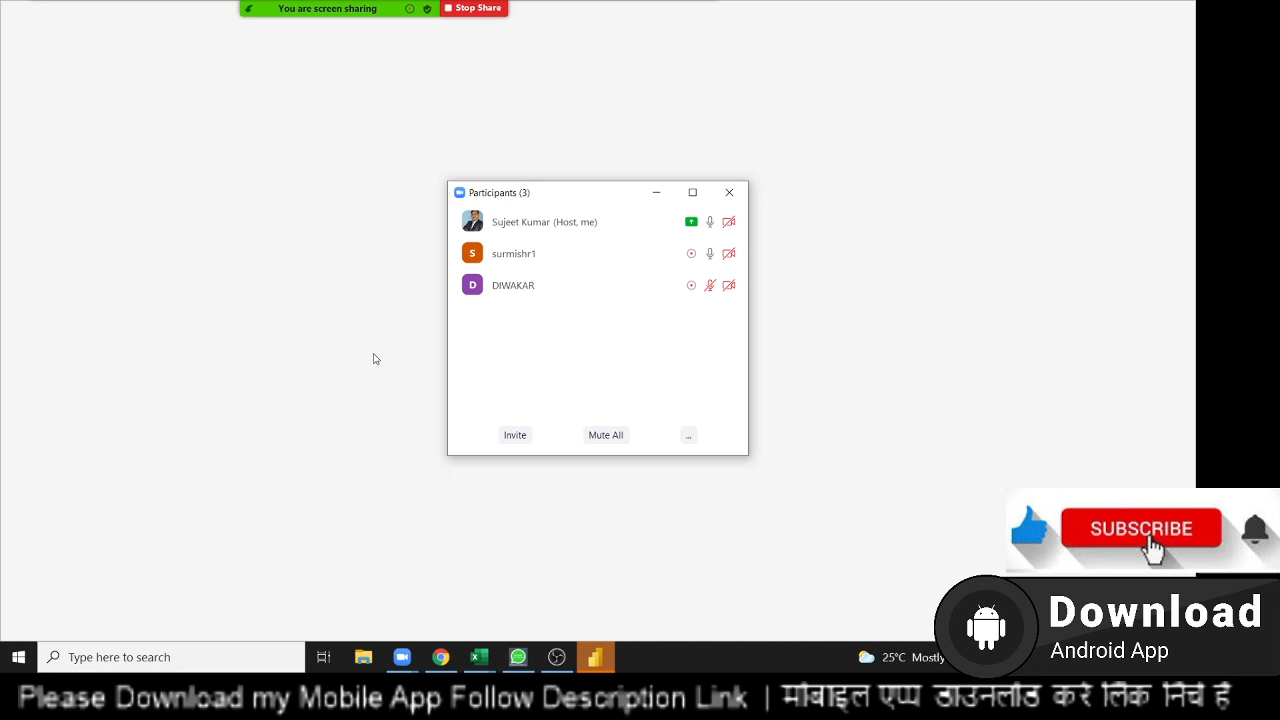 You are screen sharing
Stop Share
Participants (3)
Sujeet Kumar (Host, me)
S
surmishr1
D
DIWAKAR
Invite
Mute All
...
SUBSCRIBE
Download
Android App
Type here to search
25°C Mostly
Please Download my Mobile App Follow Description Link | मोबाइल एप्प डाउनलोड करे लिंक निचे है